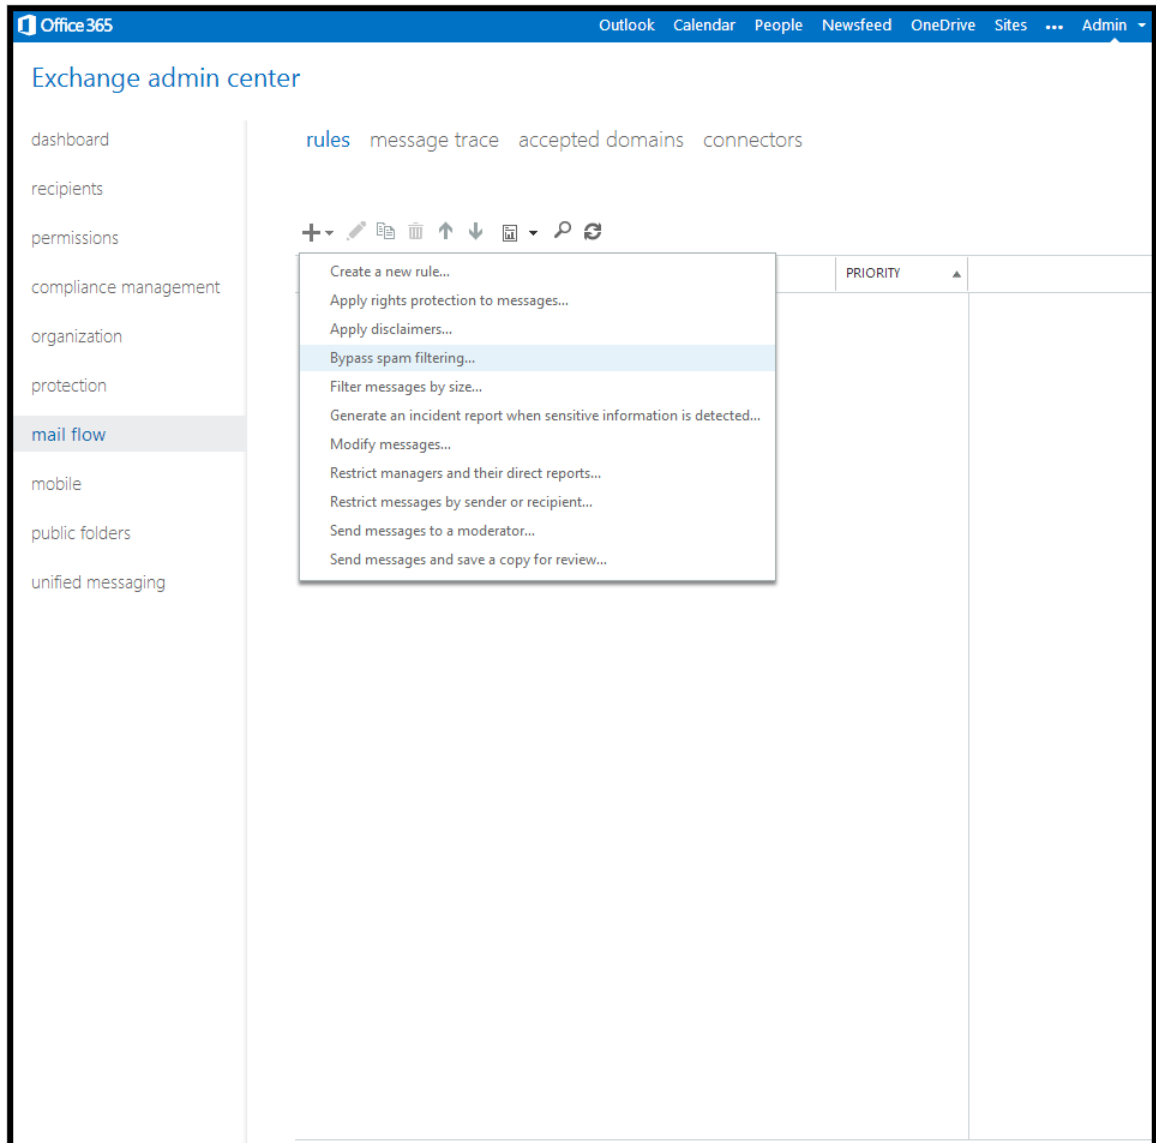 Office 365 Outlook Calendar People Newsfeed OneDrive Sites ... Admin
Exchange admin center
dashboard
recipients
permissions
compliance management
organization
protection
mail flow
mobile
public folders
unified messaging
rules message trace accepted domains connectors
PRIORITY
Create a new rule...
Apply rights protection to messages...
Apply disclaimers...
Bypass spam filtering...
Filter messages by size...
Generate an incident report when sensitive information is detected...
Modify messages...
Restrict managers and their direct reports...
Restrict messages by sender or recipient...
Send messages to a moderator...
Send messages and save a copy for review...